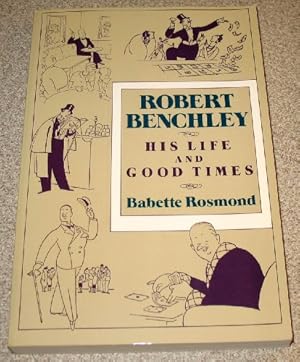 ROBERT
BENCHLEY
HIS LIFE
AND
GOOD TIMES
Babette Rosmond